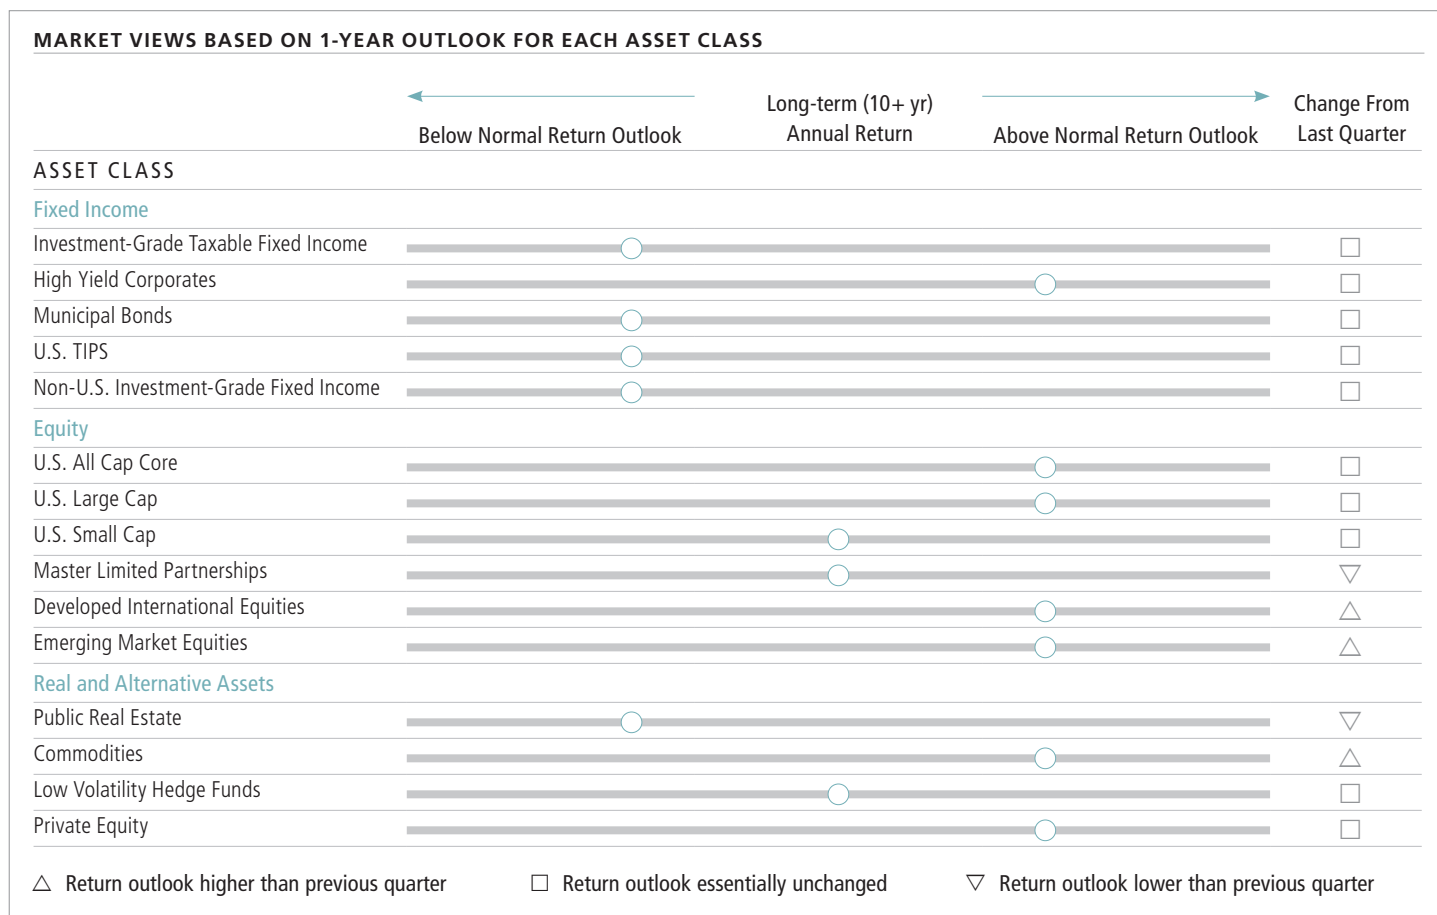 MARKET VIEWS BASED ON 1-YEAR OUTLOOK FOR EACH ASSET CLASS
Below Normal Return Outlook
Long-term (10+ yr)
Annual Return
Above Normal Return Outlook
Change From
Last Quarter
ASSET CLASS
Fixed Income
Investment-Grade Taxable Fixed Income
High Yield Corporates
Municipal Bonds
U.S. TIPS
Non-U.S. Investment-Grade Fixed Income
Equity
U.S. All Cap Core
U.S. Large Cap
U.S. Small Cap
Master Limited Partnerships
Developed International Equities
Emerging Market Equities
Real and Alternative Assets
Public Real Estate
Commodities
Low Volatility Hedge Funds
Private Equity
△ Return outlook higher than previous quarter
□ Return outlook essentially unchanged
▽ Return outlook lower than previous quarter